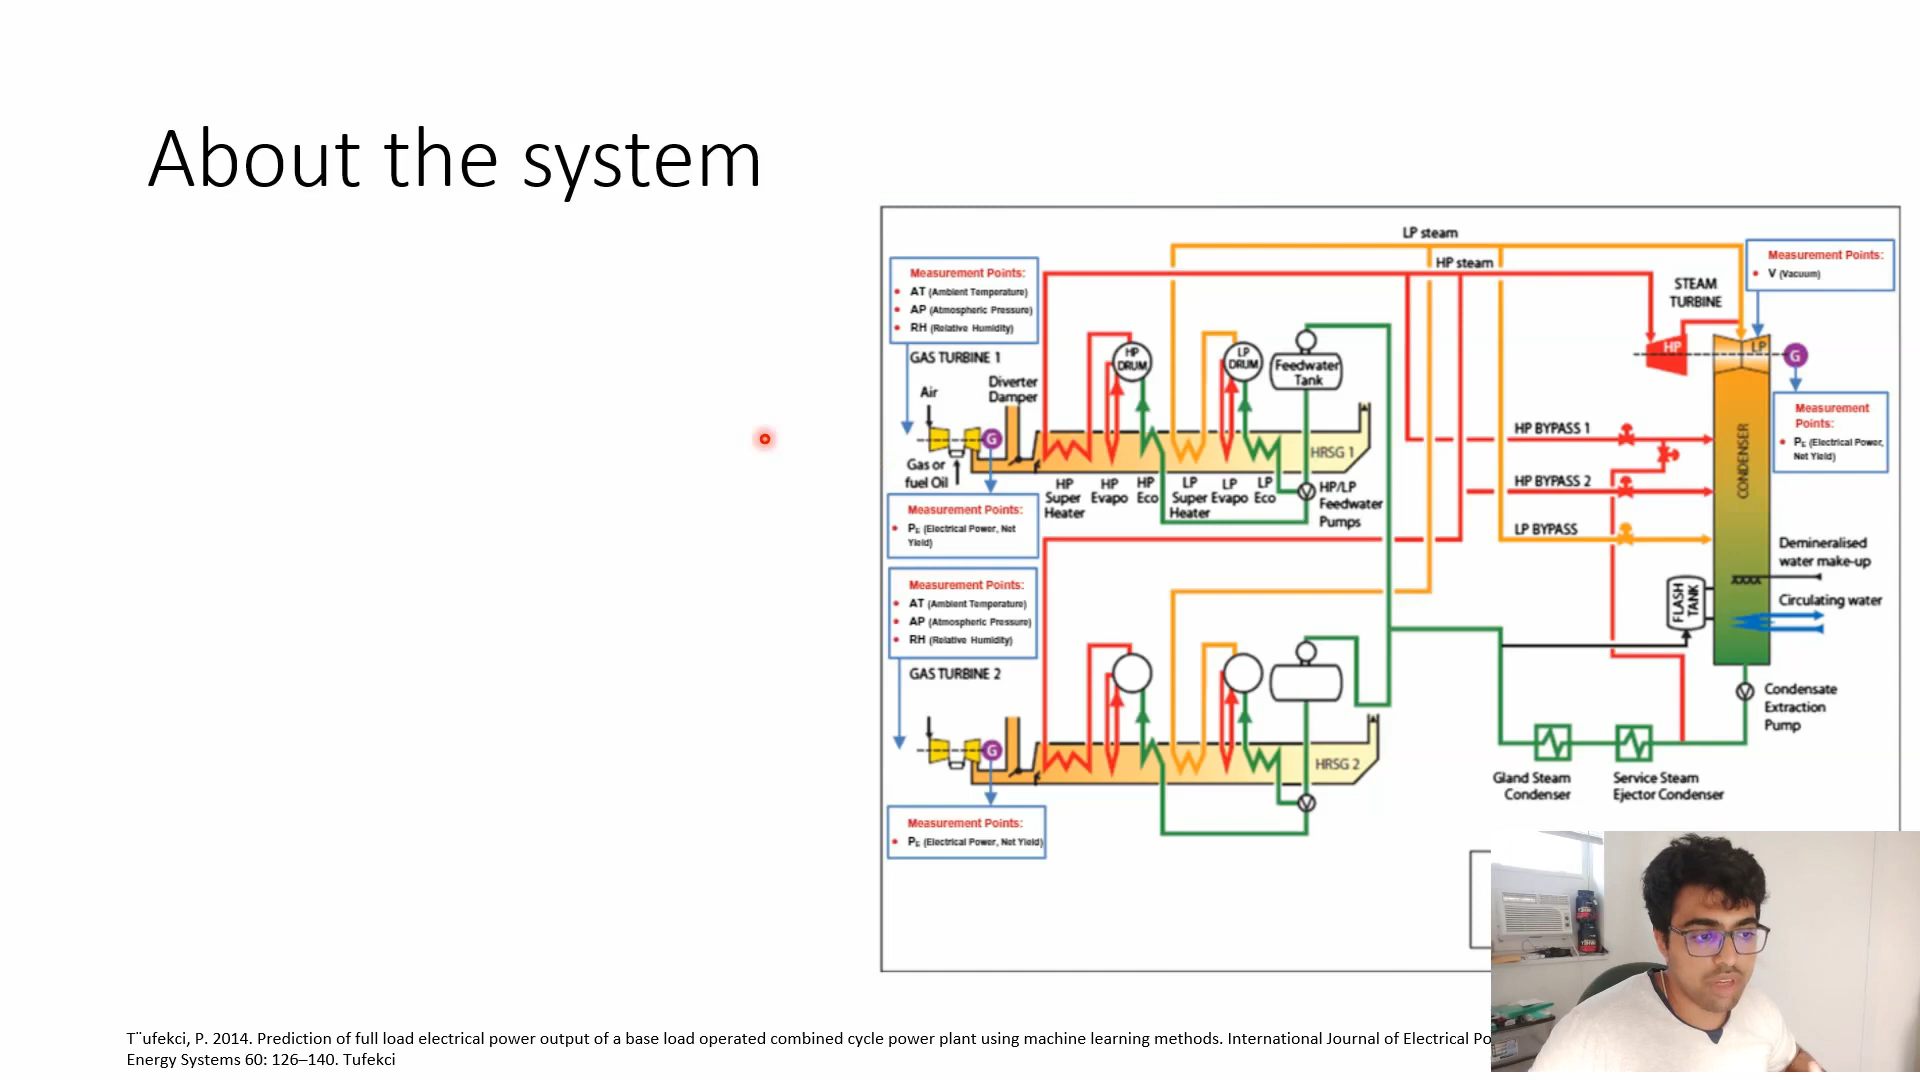 About the system
LP steam
HP steam
Measurement Points:
AT (Ambient Temperature)
AP (Atmospheric Pressure)
RH (Relative Humidity)
GAS TURBINE 1
Air
Diverter
Damper
Gas or
fuel Oil
G
HP
DRUM
LP
DRUM
Feedwater
Tank
HRSG 1
HP
Super
Heater
HP
Evapo
HP
Eco
LP
Super
Heater
LP
Evapo
LP
Eco
HP/LP
Feedwater
Pumps
Measurement Points:
PE (Electrical Power, Net
Yield)
Measurement Points:
AT (Ambient Temperature)
AP (Atmospheric Pressure)
RH (Relative Humidity)
GAS TURBINE 2
G
HRSG 2
Measurement Points:
PE (Electrical Power, Net Yield)
Measurement Points:
V (Vacuum)
STEAM
TURBINE
HP
LP
G
Measurement
Points:
PE (Electrical Power,
Net Yield)
HP BYPASS 1
HP BYPASS 2
LP BYPASS
CONDENSER
FLASH
TANK
Demineralised
water make-up
Circulating water
Condensate
Extraction
Pump
Gland Steam
Condenser
Service Steam
Ejector Condenser
T¨ufekci, P. 2014. Prediction of full load electrical power output of a base load operated combined cycle power plant using machine learning methods. International Journal of Electrical Po
Energy Systems 60: 126–140. Tufekci